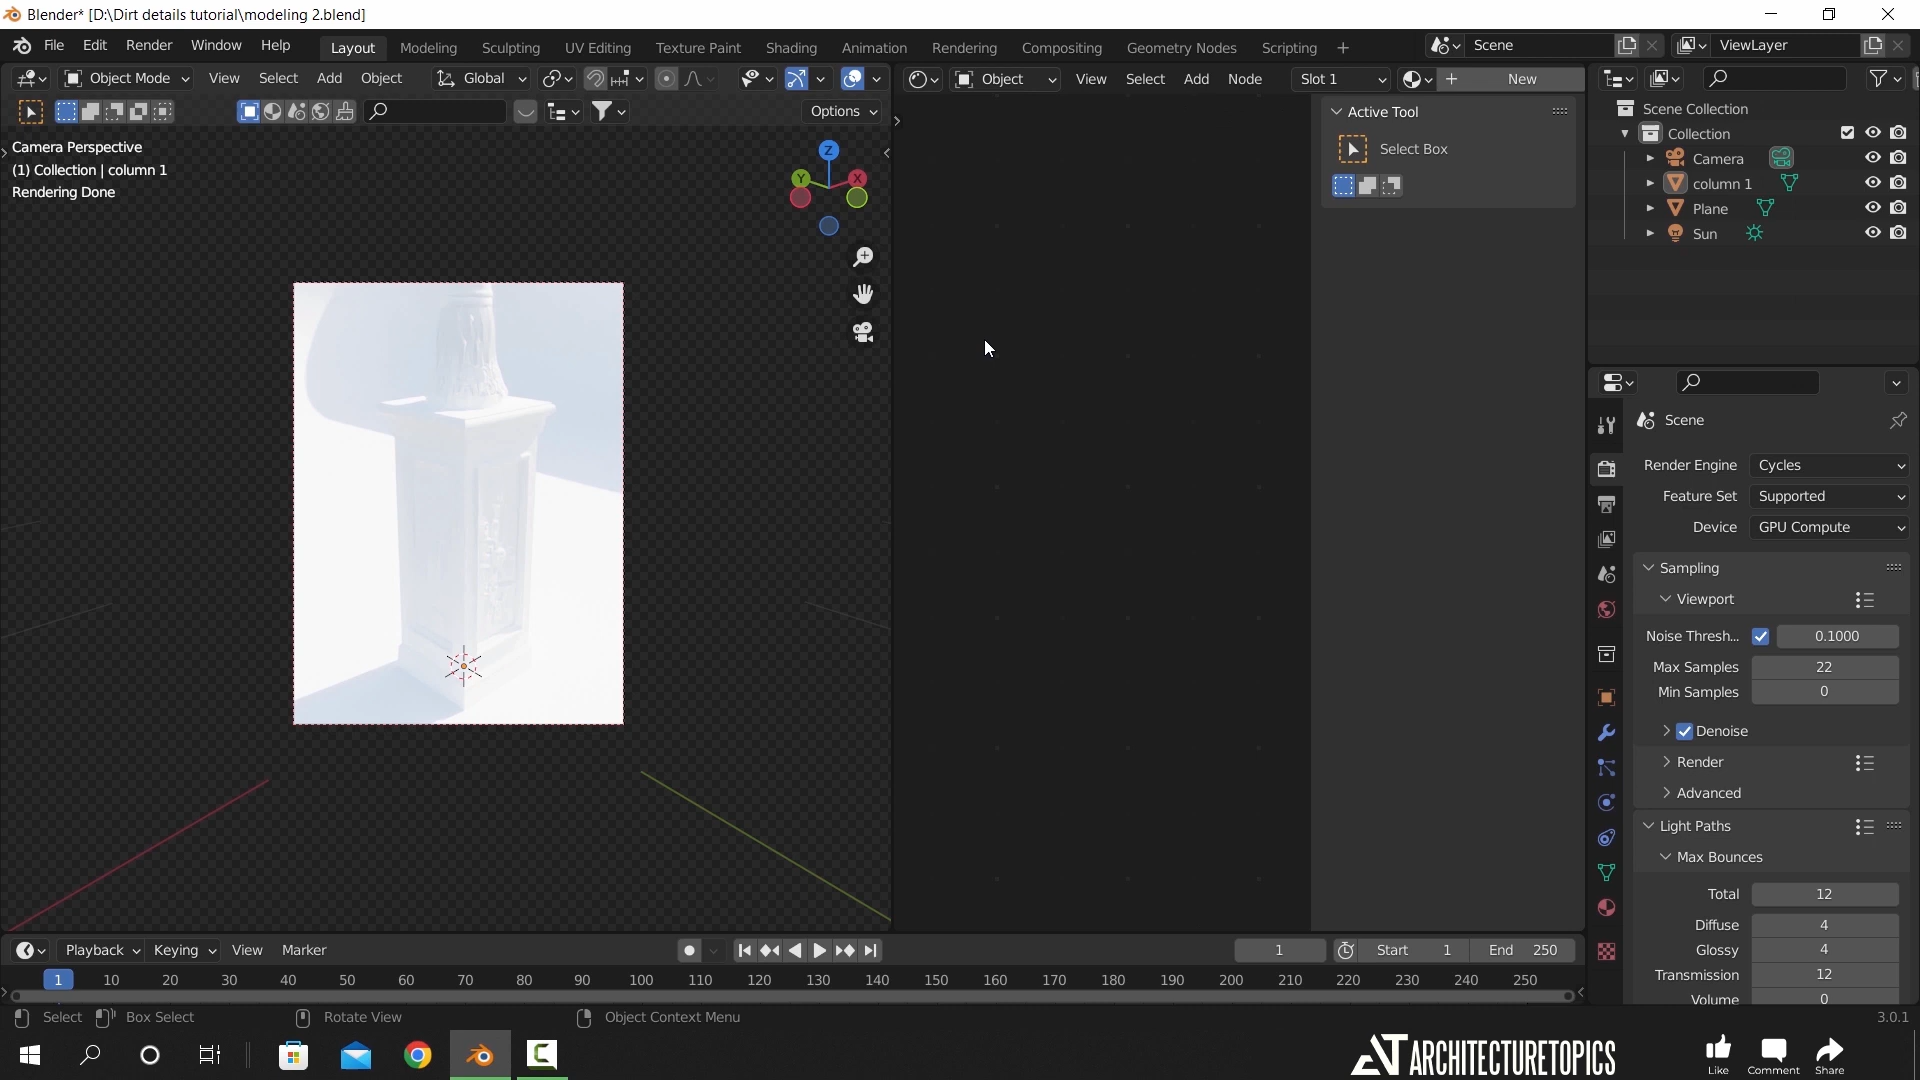 Blender* [D:\Dirt details tutorial\modeling 2.blend]
File Edit Render Window Help Layout Modeling Sculpting UV Editing Texture Paint Shading Animation Rendering Compositing Geometry Nodes Scripting + Scene ViewLayer
Object Mode View Select Add Object Global Object View Select Add Node Slot 1 New
Options
Camera Perspective
(1) Collection | column 1
Rendering Done
Z
Y
X
Active Tool
Select Box
Scene Collection
Collection
Camera
column 1
Plane
Sun
Scene
Render Engine Cycles
Feature Set Supported
Device GPU Compute
Sampling
Viewport
Noise Thresh... 0.1000
Max Samples 22
Min Samples 0
Denoise
Render
Advanced
Light Paths
Max Bounces
Total 12
Diffuse 4
Glossy 4
Transmission 12
Volume 0
Playback Keying View Marker 1 Start 1 End 250
1 10 20 30 40 50 60 70 80 90 100 110 120 130 140 150 160 170 180 190 200 210 220 230 240 250
Select Box Select Rotate View Object Context Menu 3.0.1
ARCHITECTURETOPICS
Like Comment Share